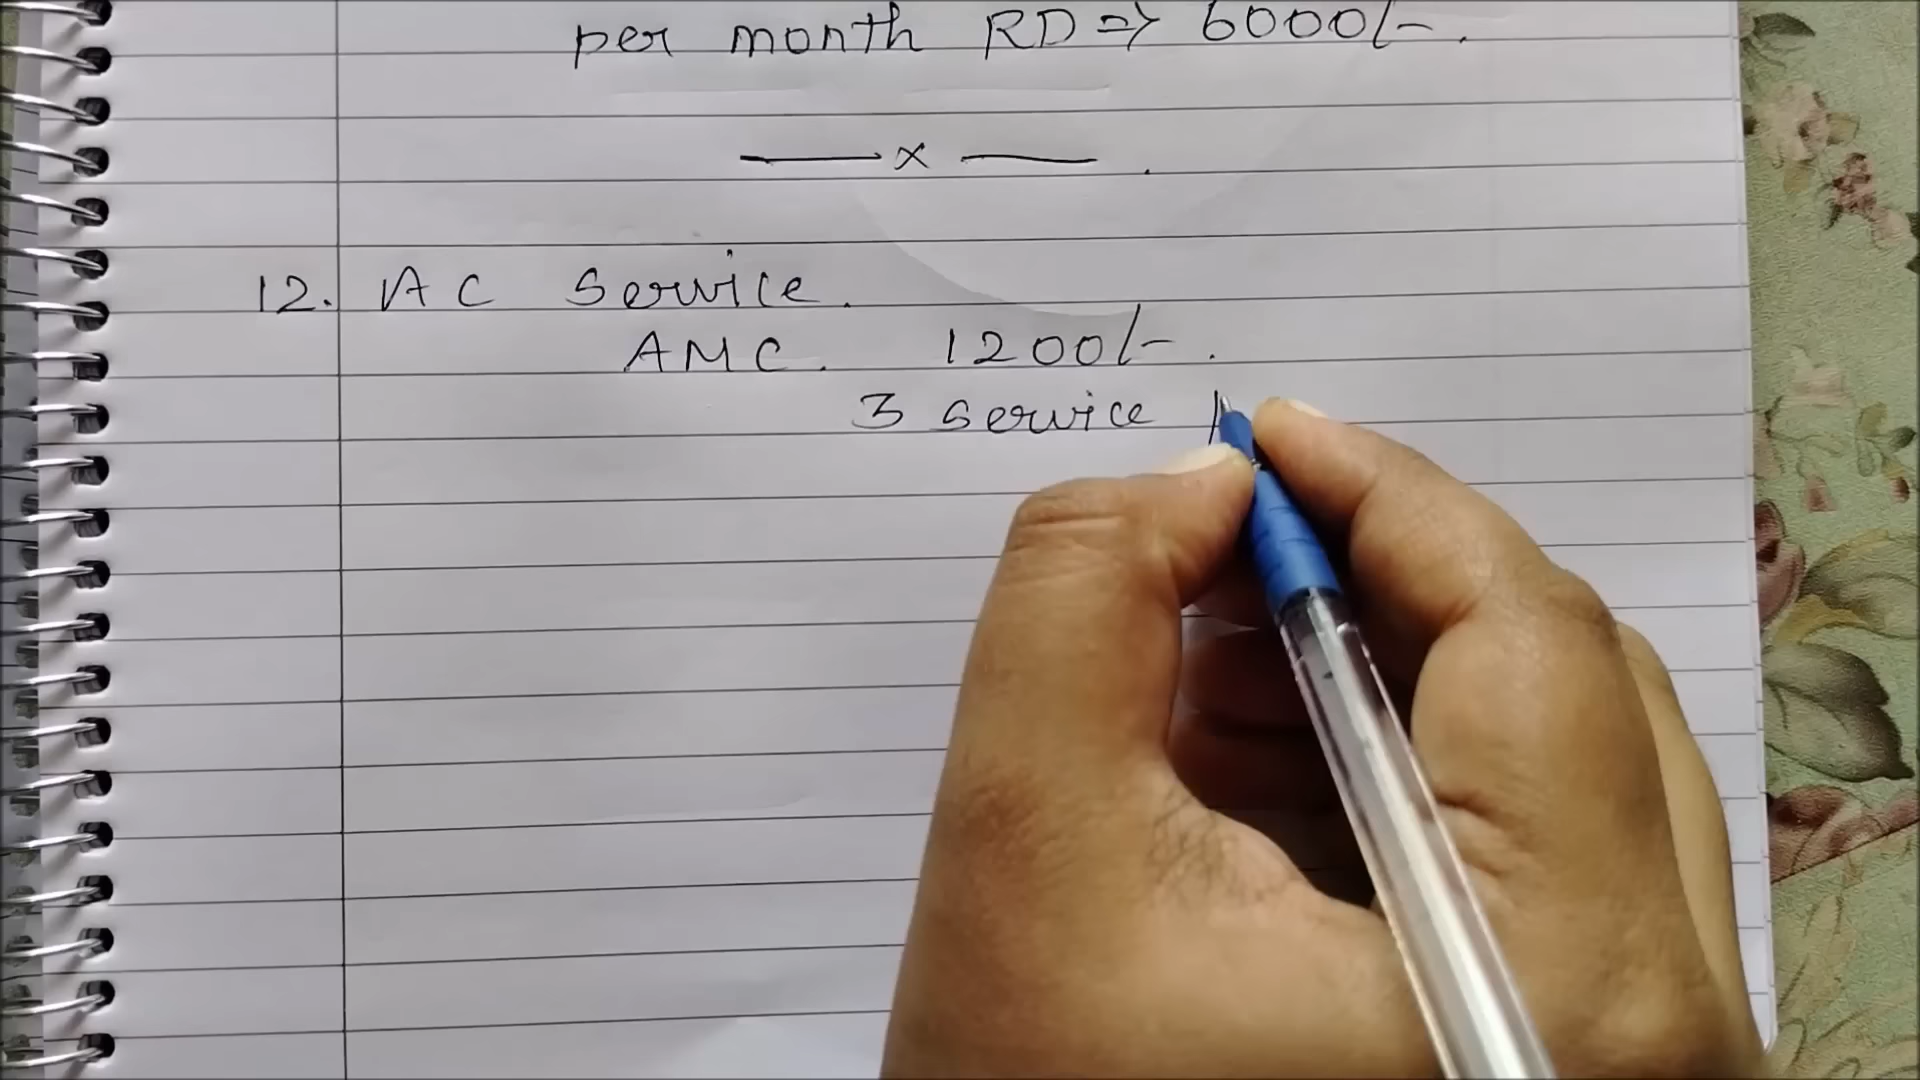 per month RD => 6000/- .
—— x —— .
12. AC Service.
AMC. 1200/- .
3 service